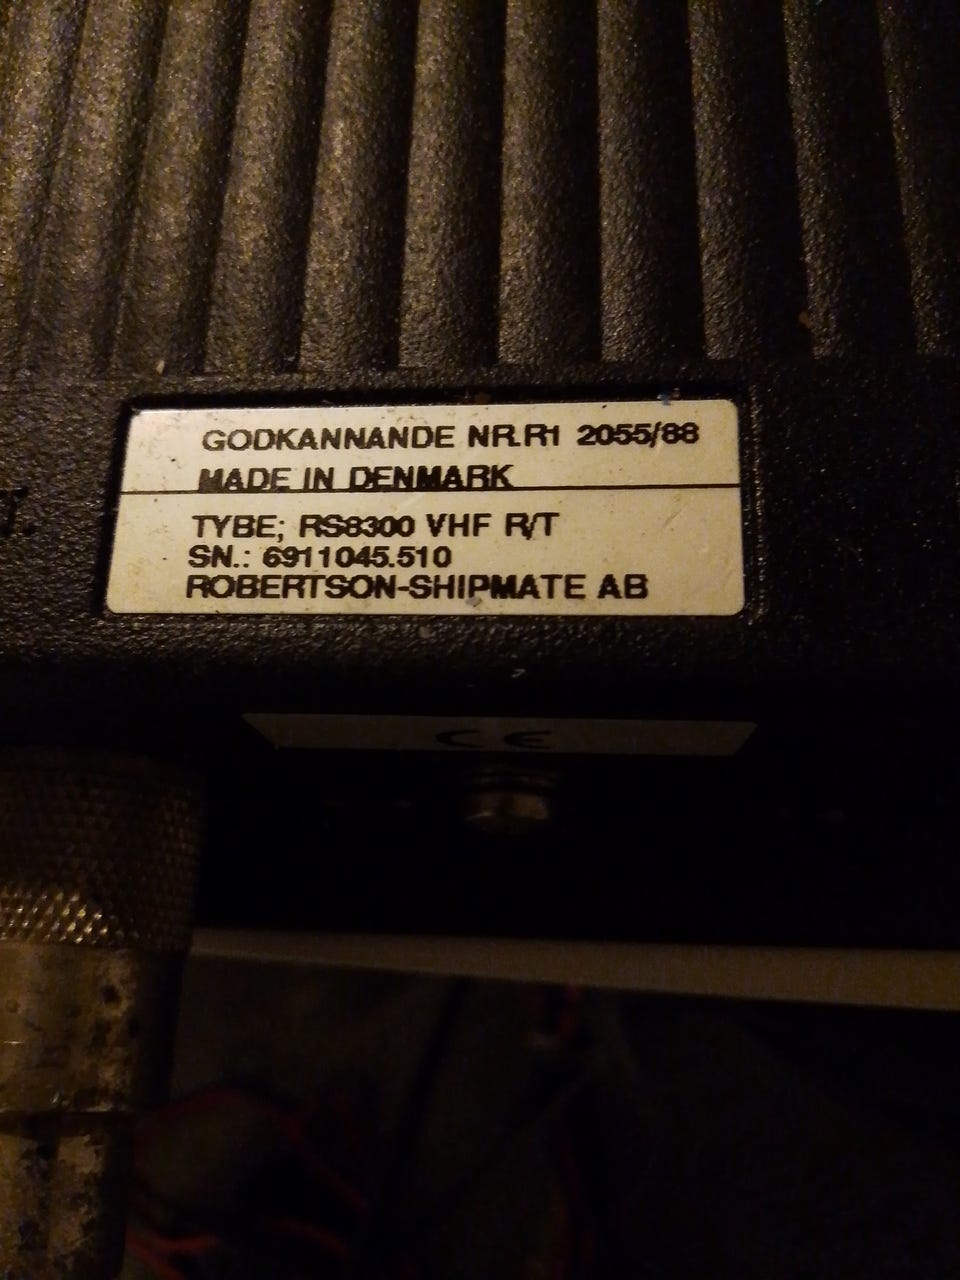 GODKANNANDE NR.R1 2055/88
MADE IN DENMARK
TYBE; RS8300 VHF R/T
SN.: 6911045.510
ROBERTSON-SHIPMATE AB
CE